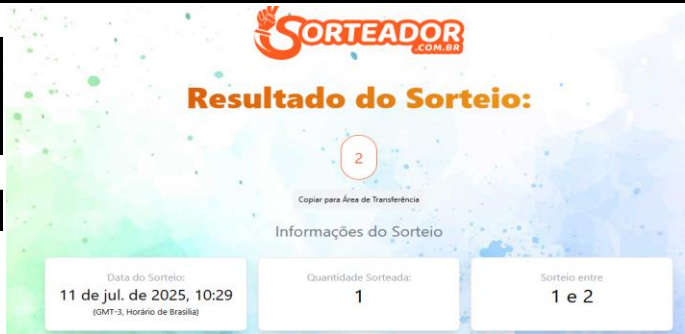 SORTEADOR
.COM.BR
Resultado do Sorteio:
2
Copiar para Área de Transferência
Informações do Sorteio
Data do Sorteio:
11 de jul. de 2025, 10:29
(GMT-3, Horário de Brasília)
Quantidade Sorteada:
1
Sorteio entre
1 e 2